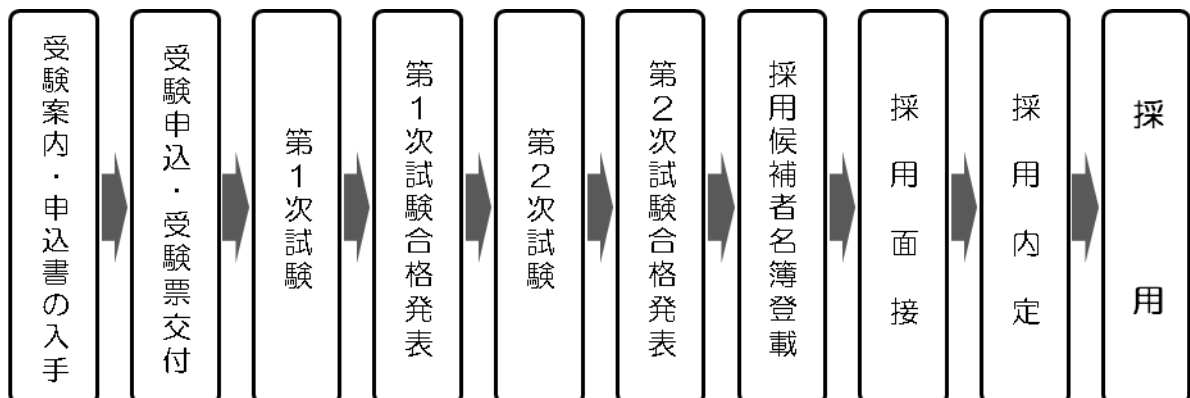 受験案内・申込書の入手
受験申込・受験票交付
第１次試験
第１次試験合格発表
第２次試験
第２次試験合格発表
採用候補者名簿登載
採用面接
採用内定
採用